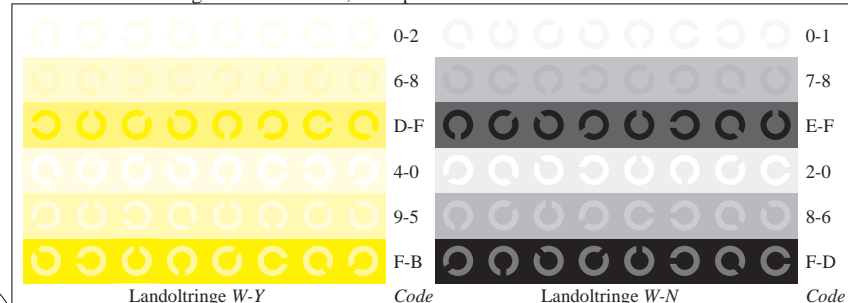 0-2 0-1
6-8 7-8
D-F E-F
4-0 2-0
9-5 8-6
F-B F-D
Landoltringe W-Y Code Landoltringe W-N Code